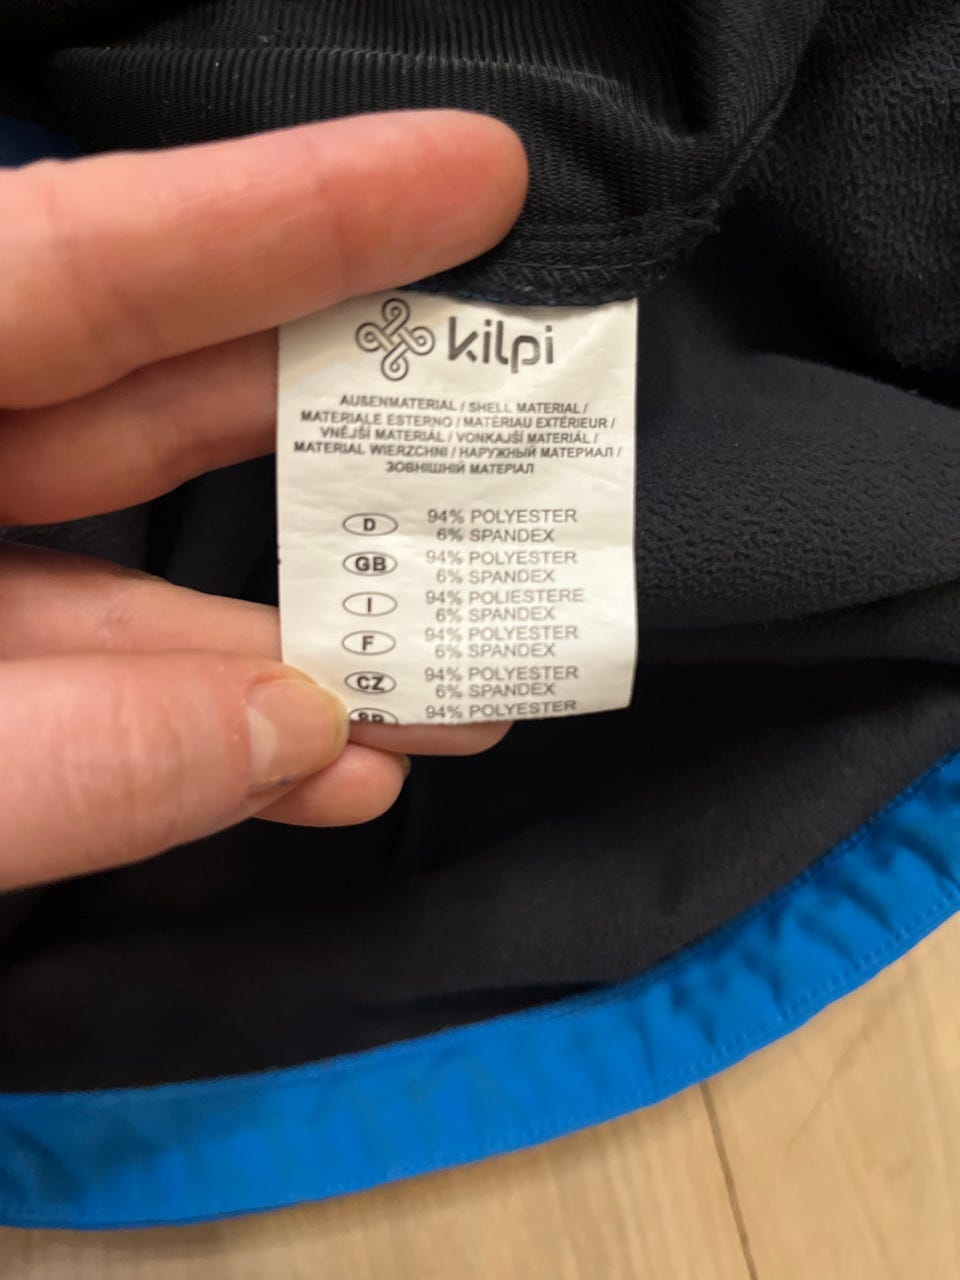 kilpi
AUßENMATERIAL / SHELL MATERIAL /
MATERIALE ESTERNO / MATÉRIAU EXTÉRIEUR /
VNĚJŠÍ MATERIÁL / VONKAJŠÍ MATERIÁL /
MATERIAL WIERZCHNI / НАРУЖНЫЙ МАТЕРИАЛ /
ЗОВНІШНІЙ МАТЕРІАЛ
D 94% POLYESTER
6% SPANDEX
GB 94% POLYESTER
6% SPANDEX
I 94% POLIESTERE
6% SPANDEX
F 94% POLYESTER
6% SPANDEX
CZ 94% POLYESTER
6% SPANDEX
94% POLYESTER